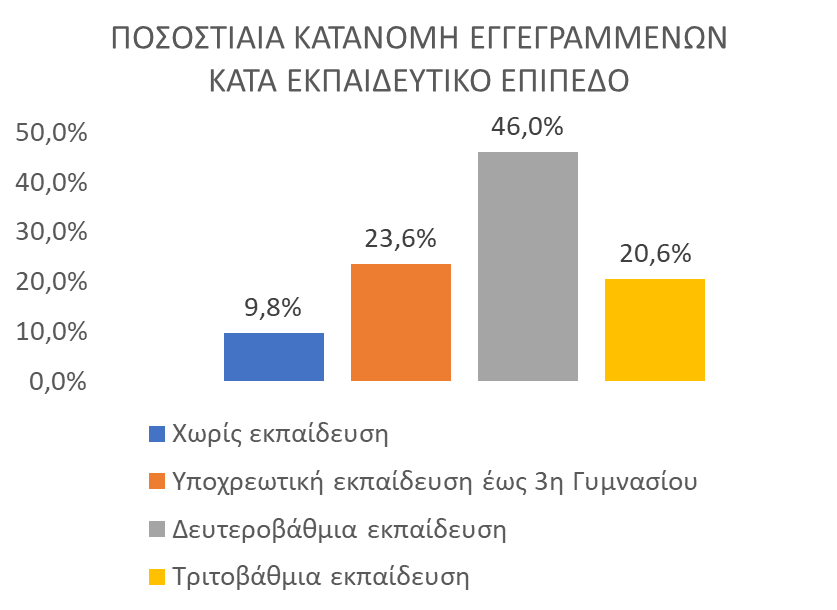 ΠΟΣΟΣΤΙΑΙΑ ΚΑΤΑΝΟΜΗ ΕΓΓΕΓΡΑΜΜΕΝΩΝ
ΚΑΤΑ ΕΚΠΑΙΔΕΥΤΙΚΟ ΕΠΙΠΕΔΟ
50,0%
40,0%
30,0%
20,0%
10,0%
0,0%
9,8%
23,6%
46,0%
20,6%
Χωρίς εκπαίδευση
Υποχρεωτική εκπαίδευση έως 3η Γυμνασίου
Δευτεροβάθμια εκπαίδευση
Τριτοβάθμια εκπαίδευση